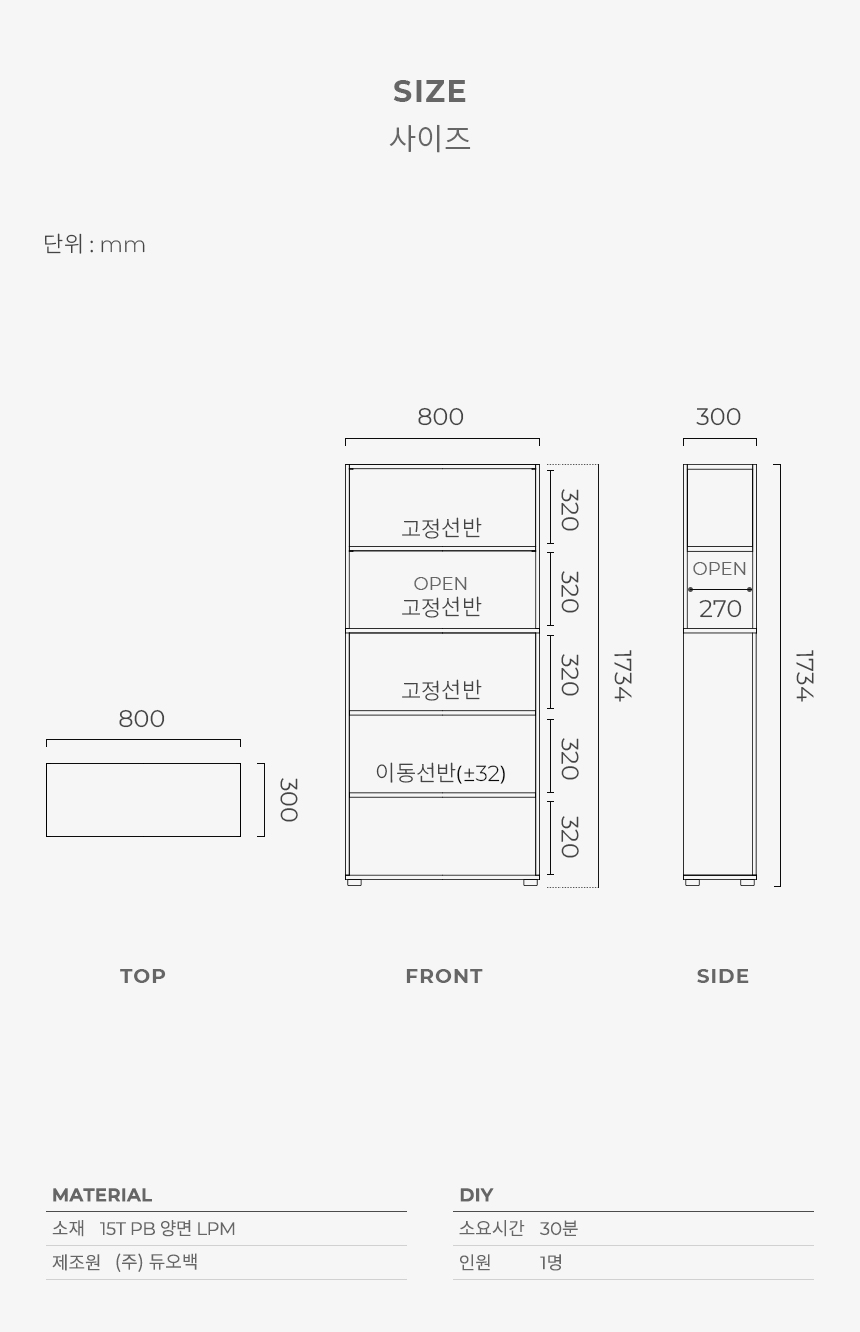 SIZE
사이즈
단위 : mm
800
300
TOP
800
고정선반
OPEN
고정선반
고정선반
이동선반(±32)
320
320
320
320
320
1734
FRONT
300
OPEN
270
1734
SIDE
MATERIAL
소재 15T PB 양면 LPM
제조원 (주) 듀오백
DIY
소요시간 30분
인원 1명